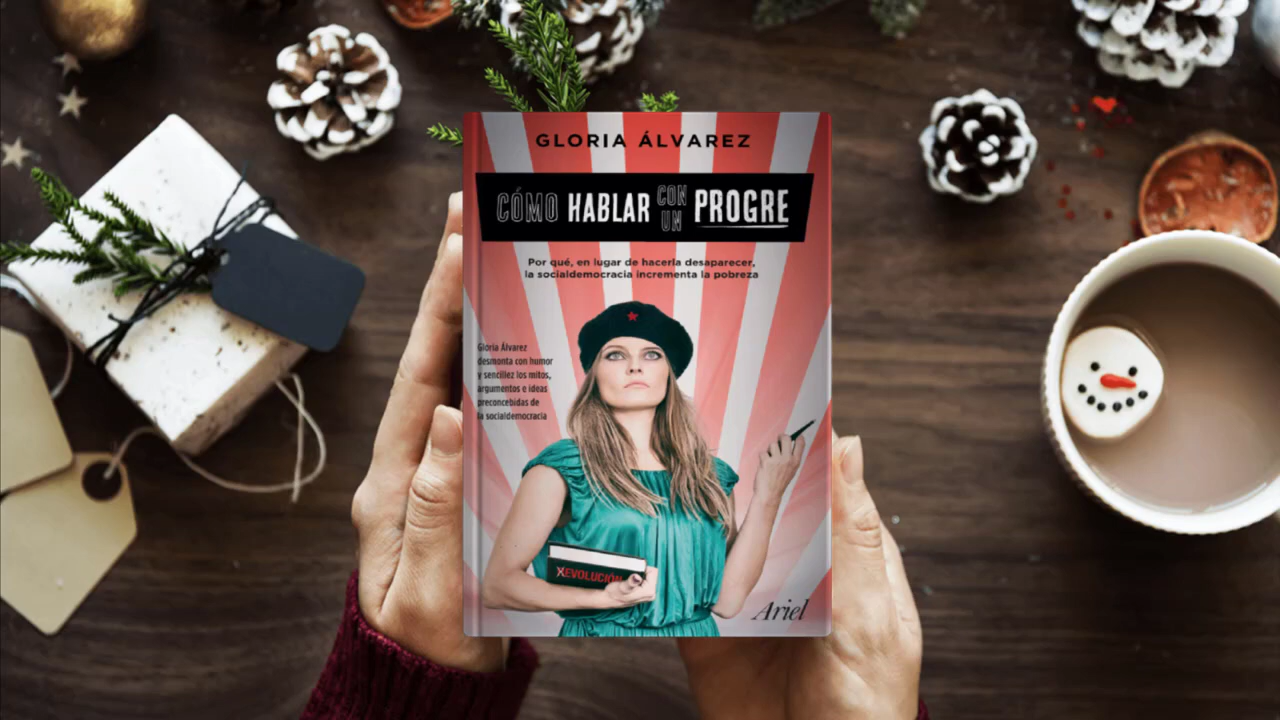 GLORIA ÁLVAREZ
CÓMO HABLAR CON UN PROGRE
Por qué, en lugar de hacerla desaparecer,
la socialdemocracia incrementa la pobreza
Gloria Álvarez
desmonta con humor
y sencillez los mitos,
argumentos e ideas
preconcebidas de
la socialdemocracia
XEVOLUCIÓN
Ariel